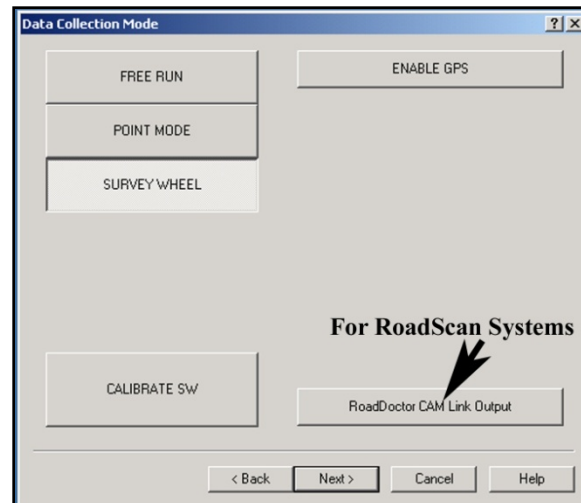 Data Collection Mode
FREE RUN
ENABLE GPS
POINT MODE
SURVEY WHEEL
For RoadScan Systems
CALIBRATE SW
RoadDoctor CAM Link Output
< Back
Next >
Cancel
Help